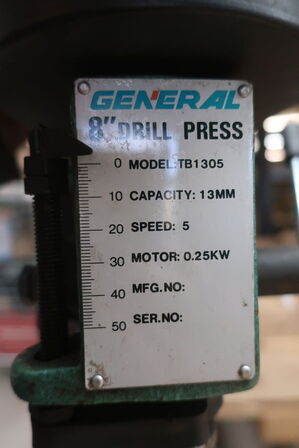 GENERAL
8" DRILL PRESS
0 MODEL: TB1305
10 CAPACITY: 13MM
20 SPEED: 5
30 MOTOR: 0.25KW
40 MFG.NO:
50 SER.NO: